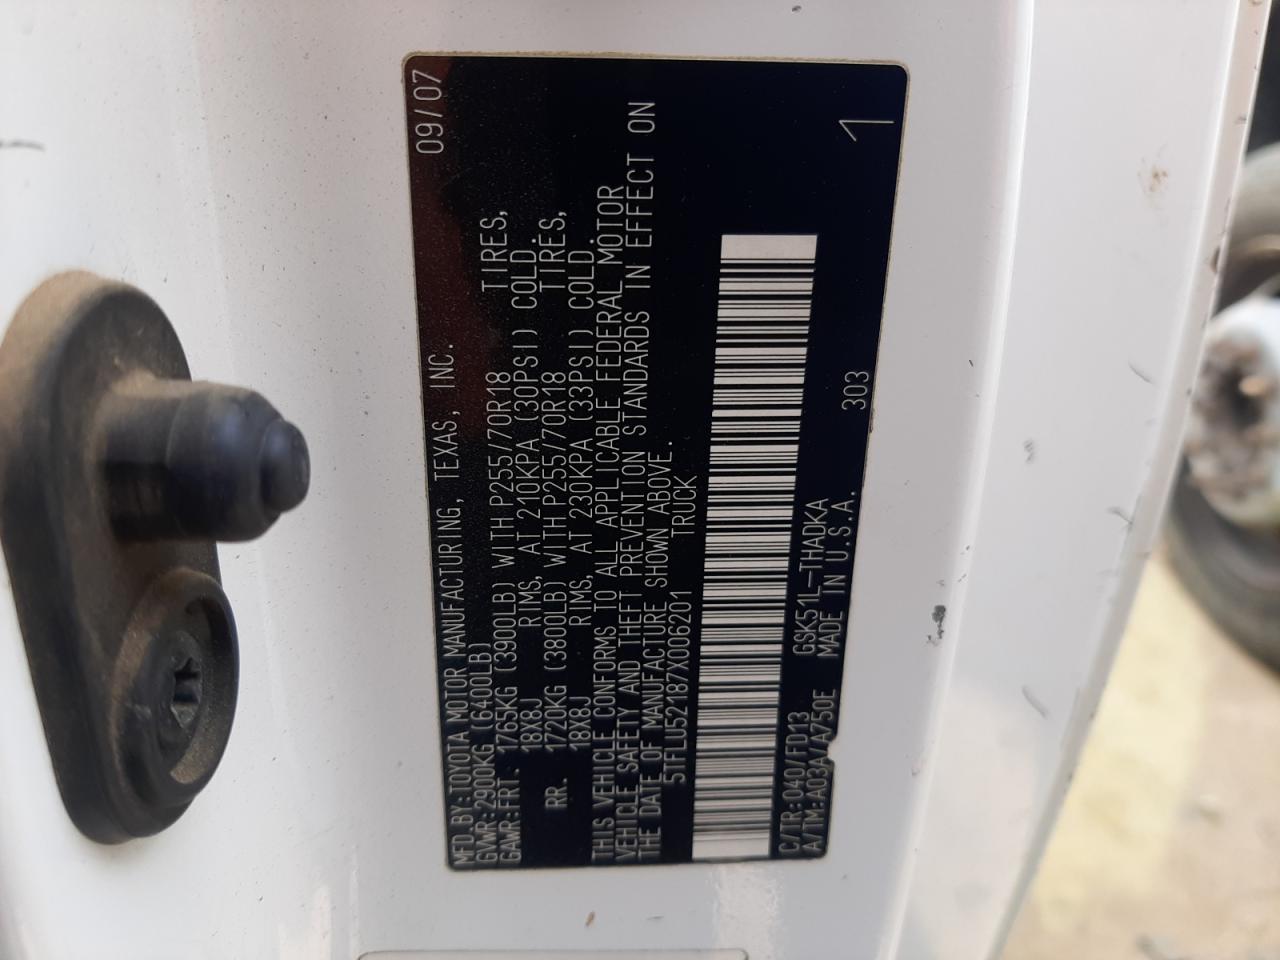 MFD.BY:TOYOTA MOTOR MANUFACTURING, TEXAS, INC. 09/07
GVWR:2900KG (6400LB)
GAWR:FRT. 1765KG (3900LB) WITH P255/70R18 TIRES,
18X8J RIMS, AT 210KPA (30PSI) COLD.
RR. 1720KG (3800LB) WITH P255/70R18 TIRES,
18X8J RIMS, AT 230KPA (33PSI) COLD.
THIS VEHICLE CONFORMS TO ALL APPLICABLE FEDERAL MOTOR
VEHICLE SAFETY AND THEFT PREVENTION STANDARDS IN EFFECT ON
THE DATE OF MANUFACTURE SHOWN ABOVE.
5TFLU52187X006201 TRUCK
C/TR:040/FD13 GSK51L-THADKA 303 1
A/TM:A03A/A750E MADE IN U.S.A.